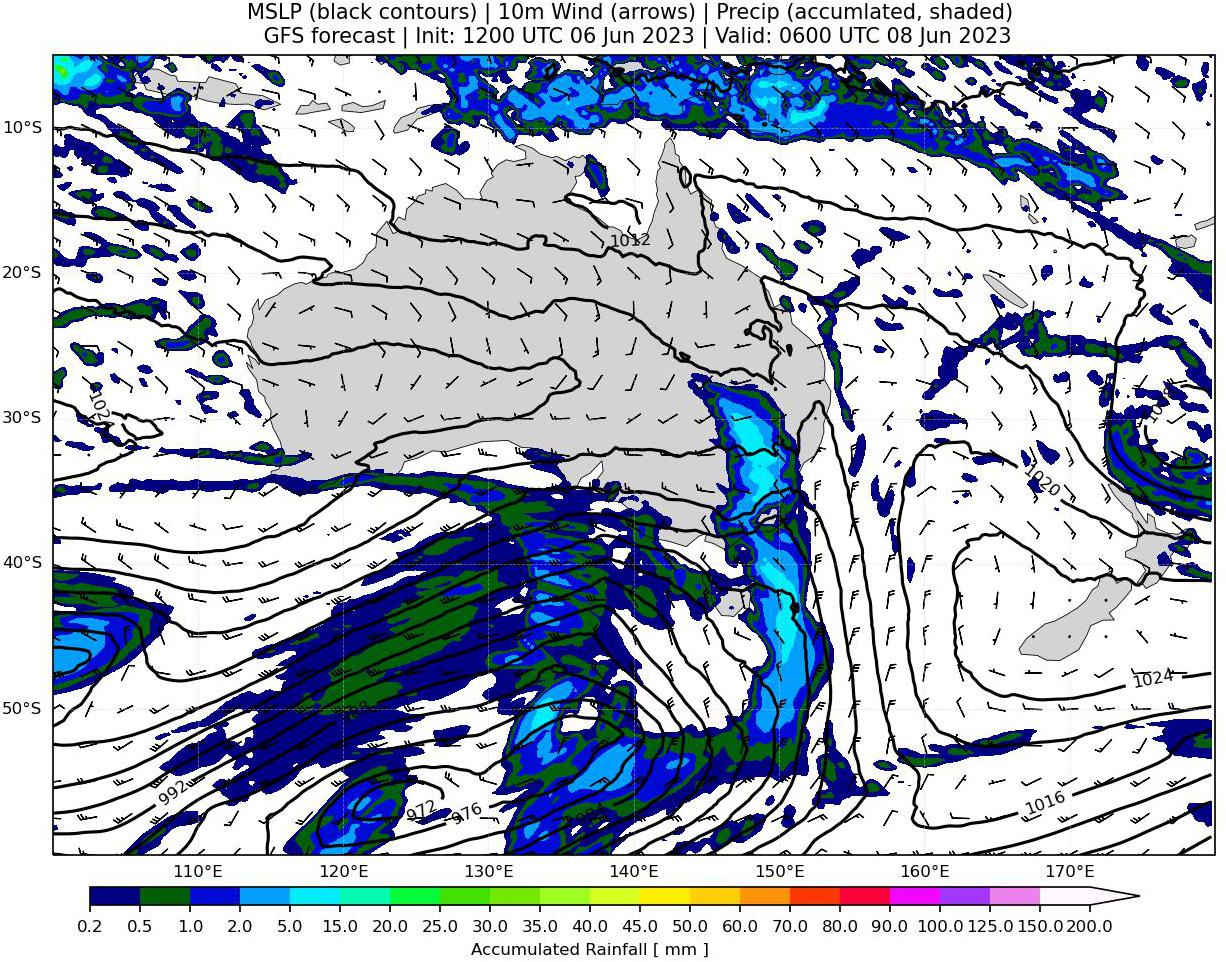 MSLP (black contours) | 10m Wind (arrows) | Precip (accumlated, shaded)
GFS forecast | Init: 1200 UTC 06 Jun 2023 | Valid: 0600 UTC 08 Jun 2023
10°S
1012
20°S
30°S
1020
40°S
1024
50°S
992
972
976
1016
110°E 120°E 130°E 140°E 150°E 160°E 170°E
0.2 0.5 1.0 2.0 5.0 10.0 15.0 20.0 25.0 30.0 35.0 40.0 45.0 50.0 60.0 70.0 80.0 90.0 100.0 125.0 150.0 200.0
Accumulated Rainfall [ mm ]